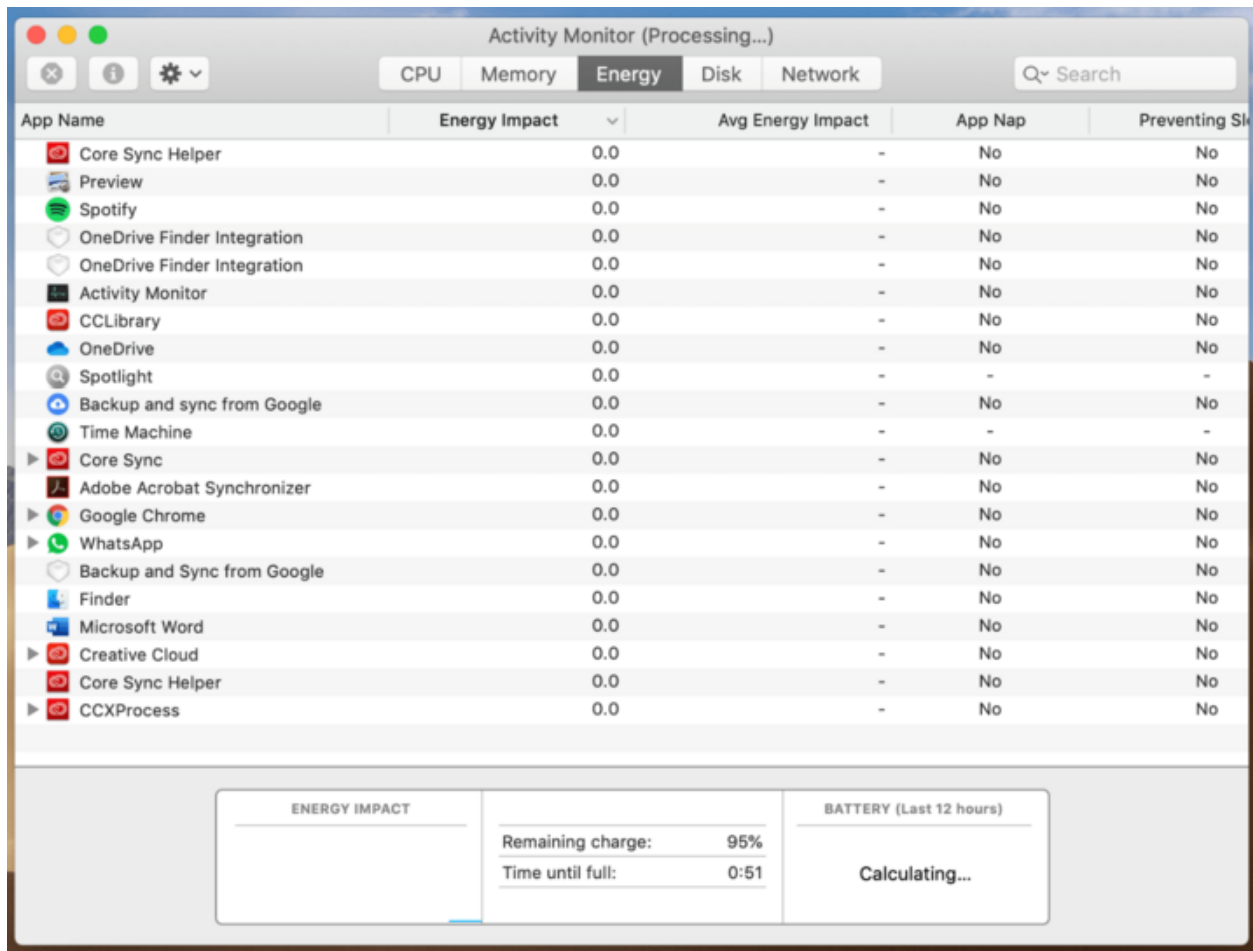 Activity Monitor (Processing...)
CPU Memory Energy Disk Network Search
App Name Energy Impact Avg Energy Impact App Nap Preventing Sl
Core Sync Helper 0.0 - No No
Preview 0.0 - No No
Spotify 0.0 - No No
OneDrive Finder Integration 0.0 - No No
OneDrive Finder Integration 0.0 - No No
Activity Monitor 0.0 - No No
CCLibrary 0.0 - No No
OneDrive 0.0 - No No
Spotlight 0.0 - - -
Backup and sync from Google 0.0 - No No
Time Machine 0.0 - - -
Core Sync 0.0 - No No
Adobe Acrobat Synchronizer 0.0 - No No
Google Chrome 0.0 - No No
WhatsApp 0.0 - No No
Backup and Sync from Google 0.0 - No No
Finder 0.0 - No No
Microsoft Word 0.0 - No No
Creative Cloud 0.0 - No No
Core Sync Helper 0.0 - No No
CCXProcess 0.0 - No No
ENERGY IMPACT BATTERY (Last 12 hours)
Remaining charge: 95%
Time until full: 0:51 Calculating...